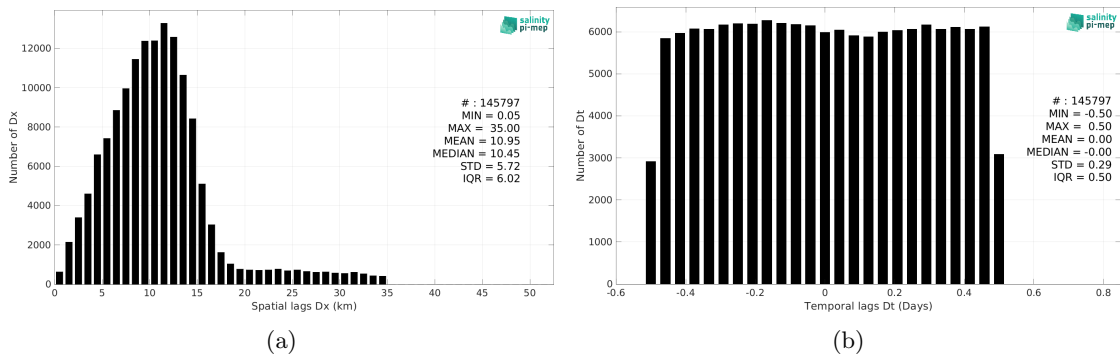 salinity
pi-mep
12000
10000
8000
6000
4000
2000
0
Number of Dx
# : 145797
MIN = 0.05
MAX = 35.00
MEAN = 10.95
MEDIAN = 10.45
STD = 5.72
IQR = 6.02
0 5 10 15 20 25 30 35 40 45 50
Spatial lags Dx (km)
(a)
salinity
pi-mep
6000
5000
4000
3000
2000
1000
0
Number of Dt
# : 145797
MIN = -0.50
MAX = 0.50
MEAN = 0.00
MEDIAN = -0.00
STD = 0.29
IQR = 0.50
-0.6 -0.4 -0.2 0 0.2 0.4 0.6 0.8
Temporal lags Dt (Days)
(b)